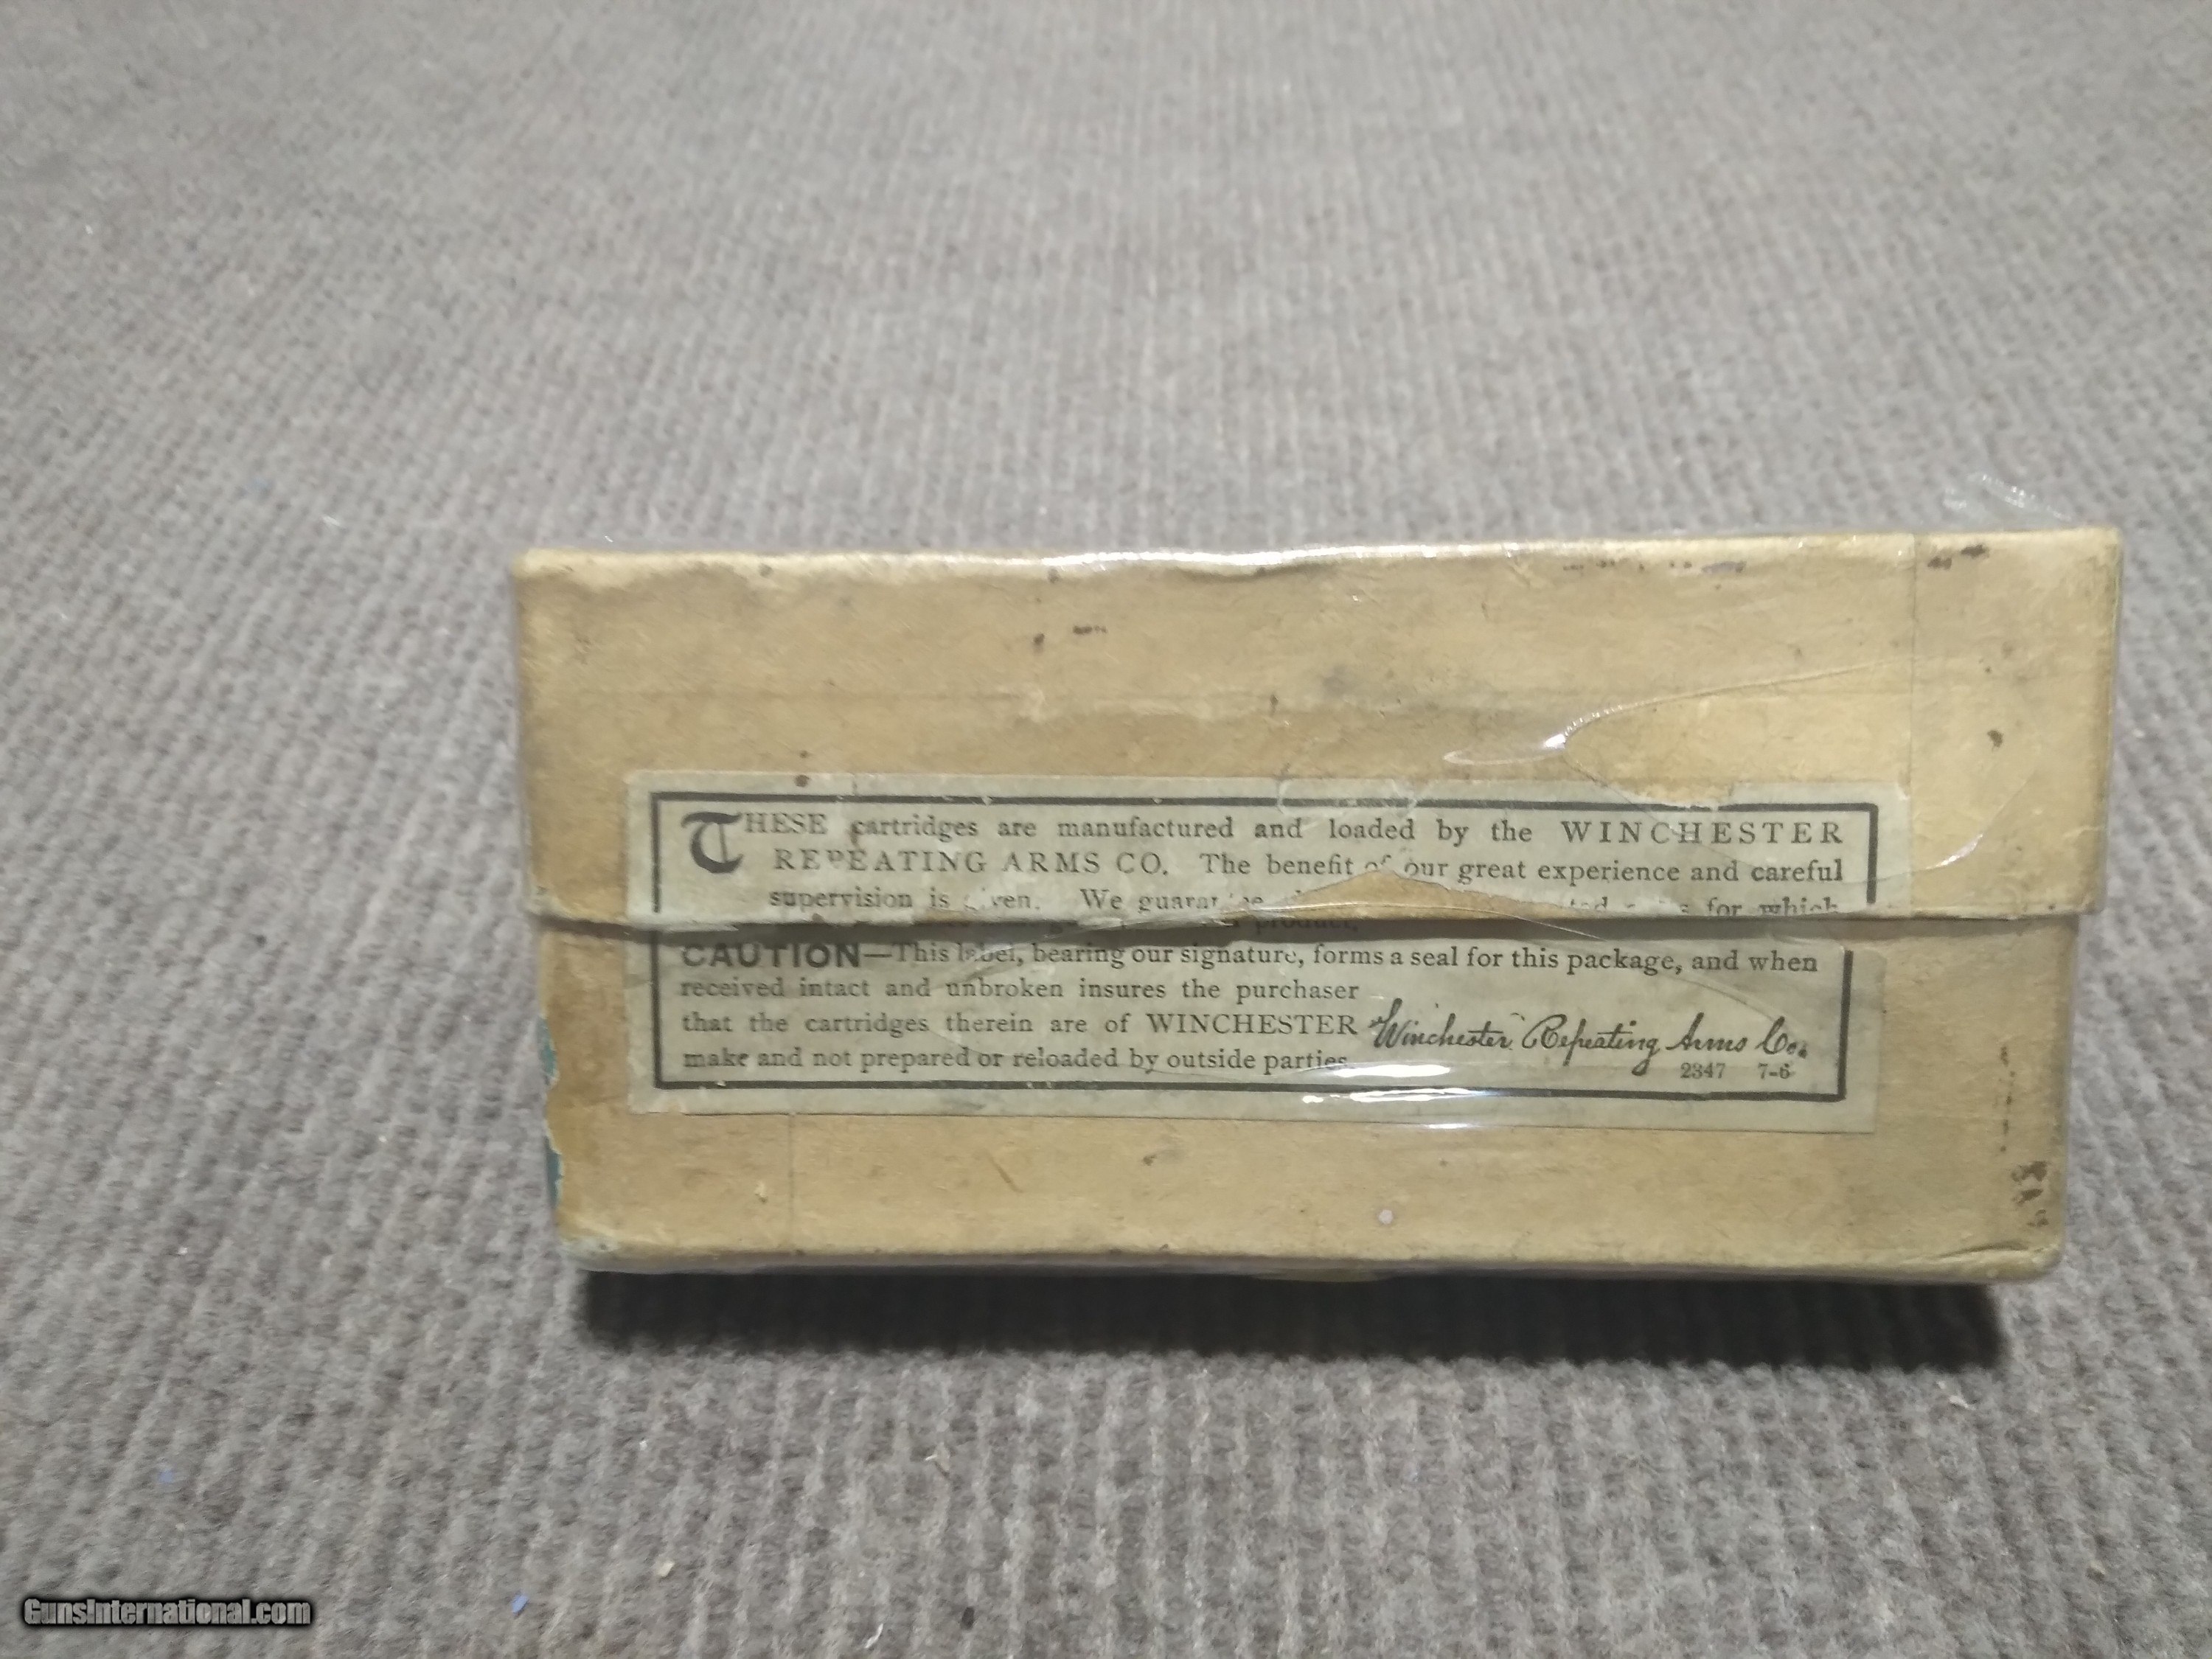 THESE cartridges are manufactured and loaded by the WINCHESTER
REPEATING ARMS CO. The benefit of our great experience and careful
supervision is given. We guarantee for which
product.
CAUTION—This label, bearing our signature, forms a seal for this package, and when
received intact and unbroken insures the purchaser
that the cartridges therein are of WINCHESTER
make and not prepared or reloaded by outside parties.
Winchester Repeating Arms Co.
2347 7-6
GunsInternational.com